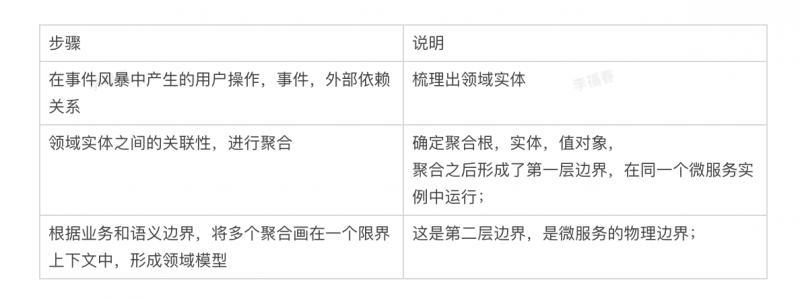 步骤
说明
在事件风暴中产生的用户操作，事件，外部依赖
关系
梳理出领域实体
李福春
领域实体之间的关联性，进行聚合
确定聚合根，实体，值对象，
聚合之后形成了第一层边界，在同一个微服务实
例中运行；
根据业务和语义边界，将多个聚合画在一个限界
上下文中，形成领域模型
这是第二层边界，是微服务的物理边界；